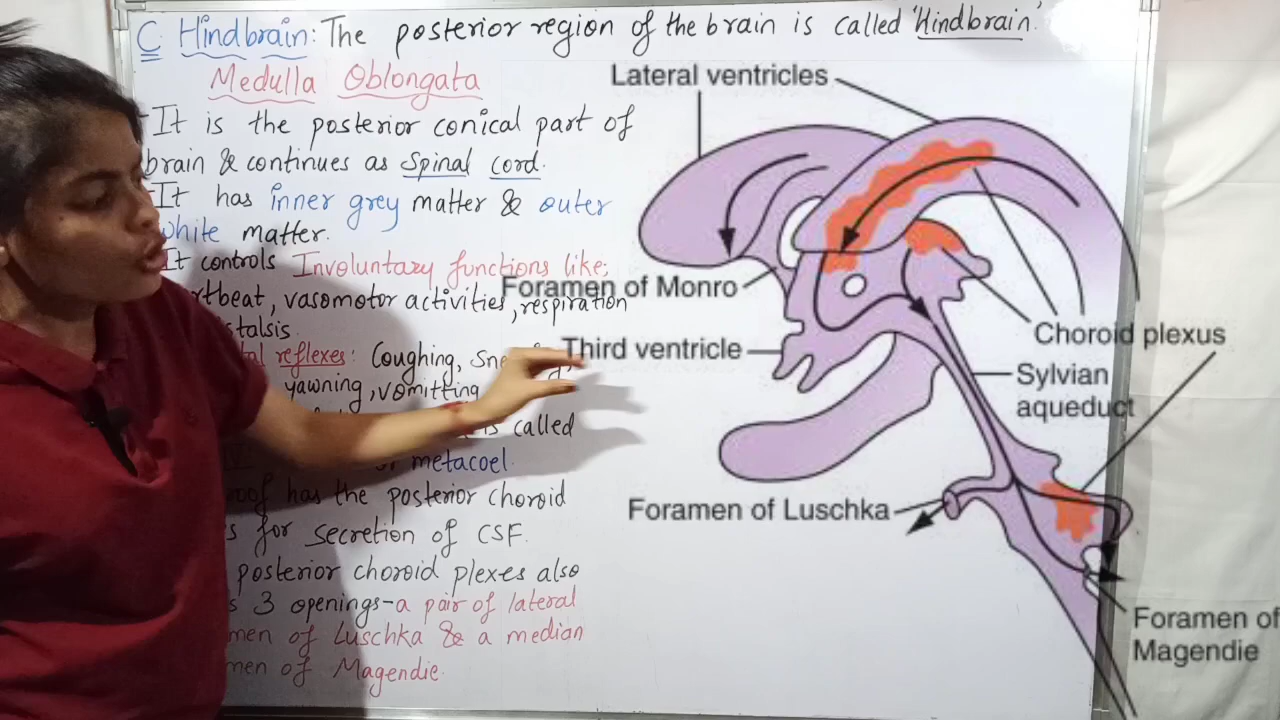 C Hindbrain: The posterior region of the brain is called 'Hindbrain.'
Medulla Oblongata
It is the posterior conical part of
brain & continues as spinal cord.
It has inner grey matter & outer
white matter.
It controls Involuntary functions like;
rtbeat, vasomotor activities, respiration
stalsis
reflexes: Coughing,
yawning, vomitting
is called
metacoel.
roof has the posterior choroid
s for secretion of CSF.
posterior choroid plexes also
s 3 openings-a pair of lateral
men of Luschka & a median
men of Magendie.
Lateral ventricles
Foramen of Monro
Third ventricle
Choroid plexus
Sylvian
aqueduct
Foramen of Luschka
Foramen of
Magendie